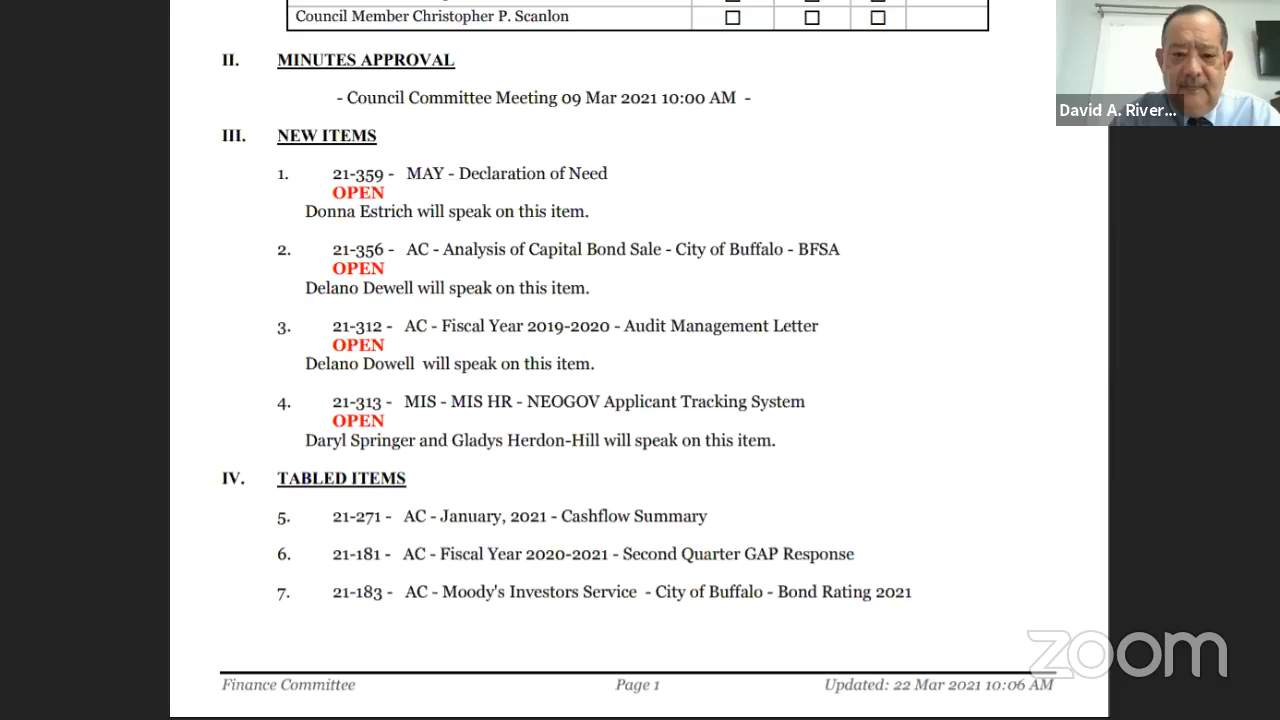 Council Member Christopher P. Scanlon
David A. River...
II. MINUTES APPROVAL
- Council Committee Meeting 09 Mar 2021 10:00 AM -
III. NEW ITEMS
1. 21-359 - MAY - Declaration of Need
OPEN
Donna Estrich will speak on this item.
2. 21-356 - AC - Analysis of Capital Bond Sale - City of Buffalo - BFSA
OPEN
Delano Dewell will speak on this item.
3. 21-312 - AC - Fiscal Year 2019-2020 - Audit Management Letter
OPEN
Delano Dowell will speak on this item.
4. 21-313 - MIS - MIS HR - NEOGOV Applicant Tracking System
OPEN
Daryl Springer and Gladys Herdon-Hill will speak on this item.
IV. TABLED ITEMS
5. 21-271 - AC - January, 2021 - Cashflow Summary
6. 21-181 - AC - Fiscal Year 2020-2021 - Second Quarter GAP Response
7. 21-183 - AC - Moody's Investors Service - City of Buffalo - Bond Rating 2021
zoom
Finance Committee Page 1 Updated: 22 Mar 2021 10:06 AM